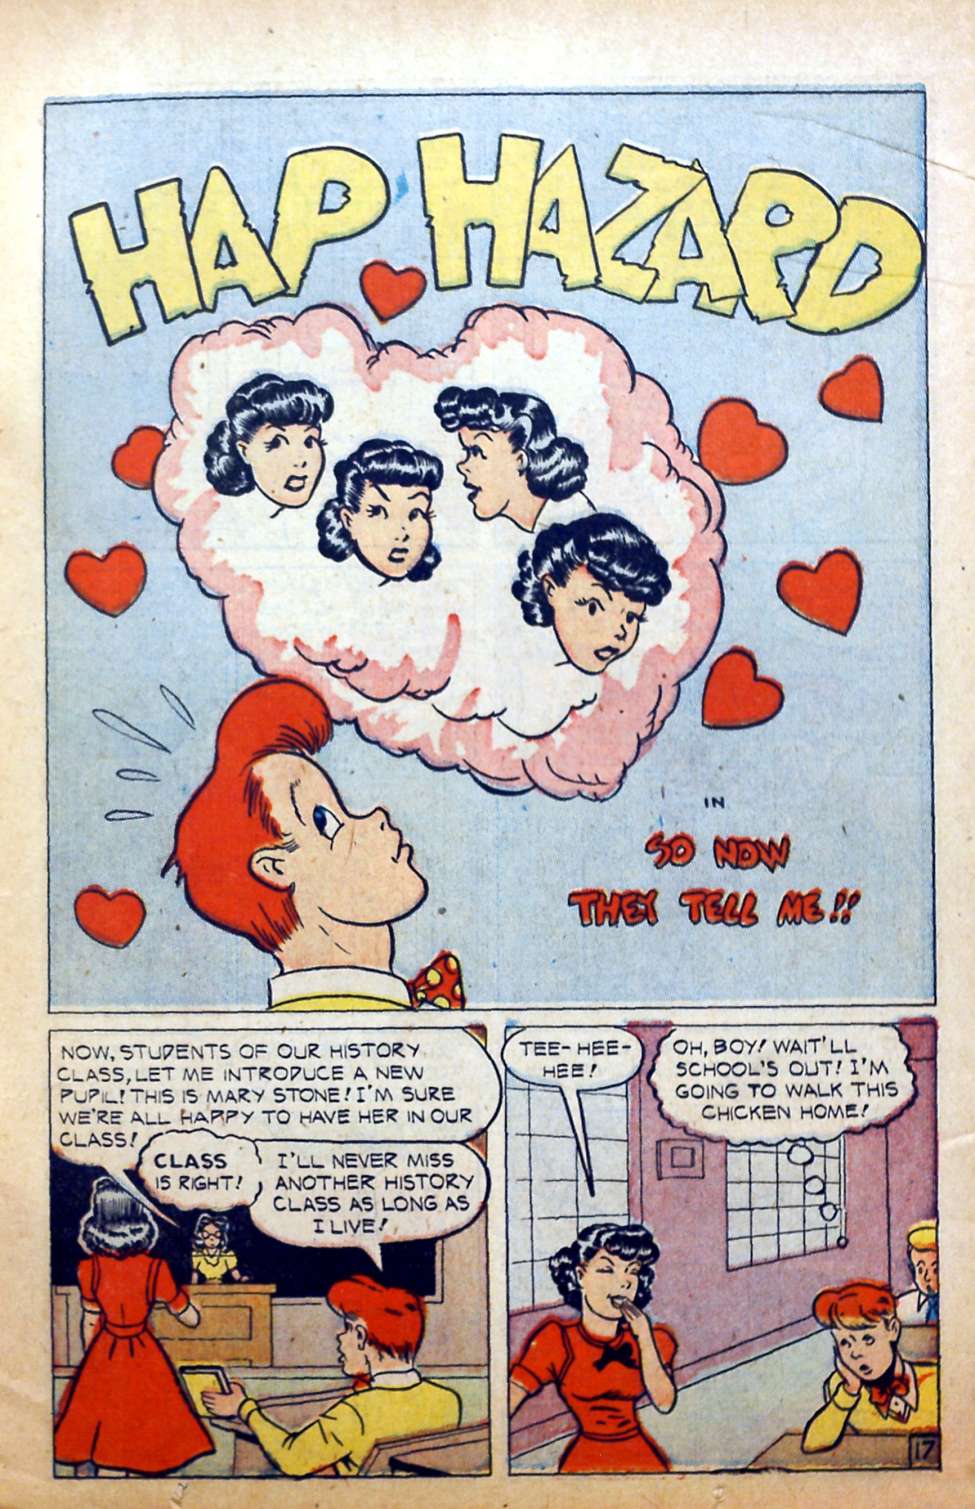 HAP HAZARD
IN
SO NOW
THEY TELL ME!!
NOW, STUDENTS OF OUR HISTORY
CLASS, LET ME INTRODUCE A NEW
PUPIL! THIS IS MARY STONE! I'M SURE
WE'RE ALL HAPPY TO HAVE HER IN OUR
CLASS!
CLASS
IS RIGHT!
I'LL NEVER MISS
ANOTHER HISTORY
CLASS AS LONG AS
I LIVE!
TEE-HEE-
HEE!
OH, BOY! WAIT'LL
SCHOOL'S OUT! I'M
GOING TO WALK THIS
CHICKEN HOME!
17